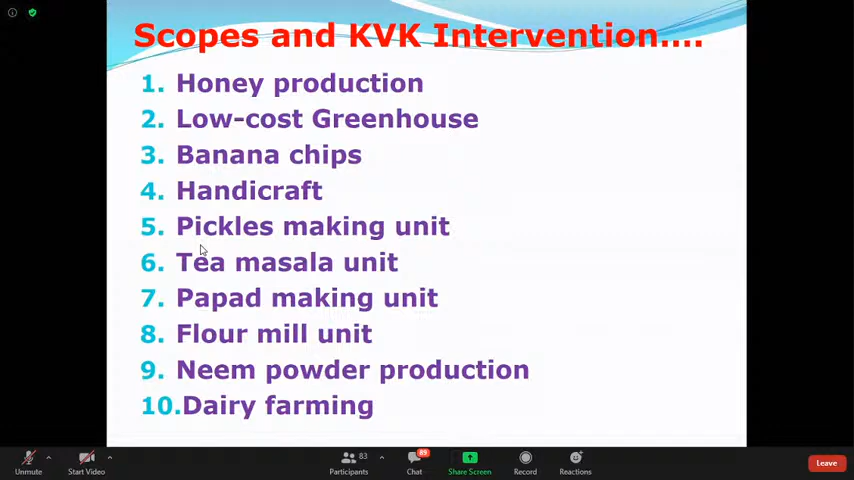 Scopes and KVK Intervention....
1. Honey production
2. Low-cost Greenhouse
3. Banana chips
4. Handicraft
5. Pickles making unit
6. Tea masala unit
7. Papad making unit
8. Flour mill unit
9. Neem powder production
10.Dairy farming
83
89
Unmute Start Video Participants Chat Share Screen Record Reactions Leave